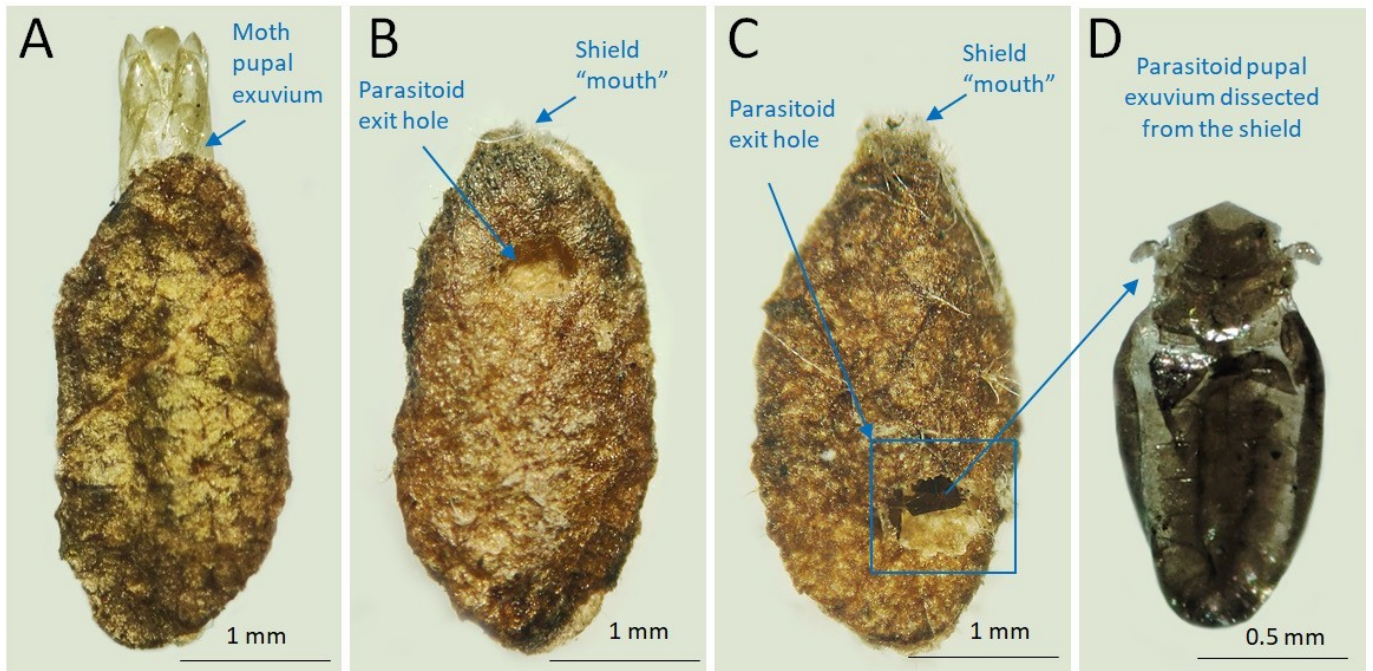 A
Moth
pupal
exuvium
1 mm
B
Shield
“mouth”
Parasitoid
exit hole
1 mm
C
Shield
“mouth”
Parasitoid
exit hole
1 mm
D
Parasitoid pupal
exuvium dissected
from the shield
0.5 mm